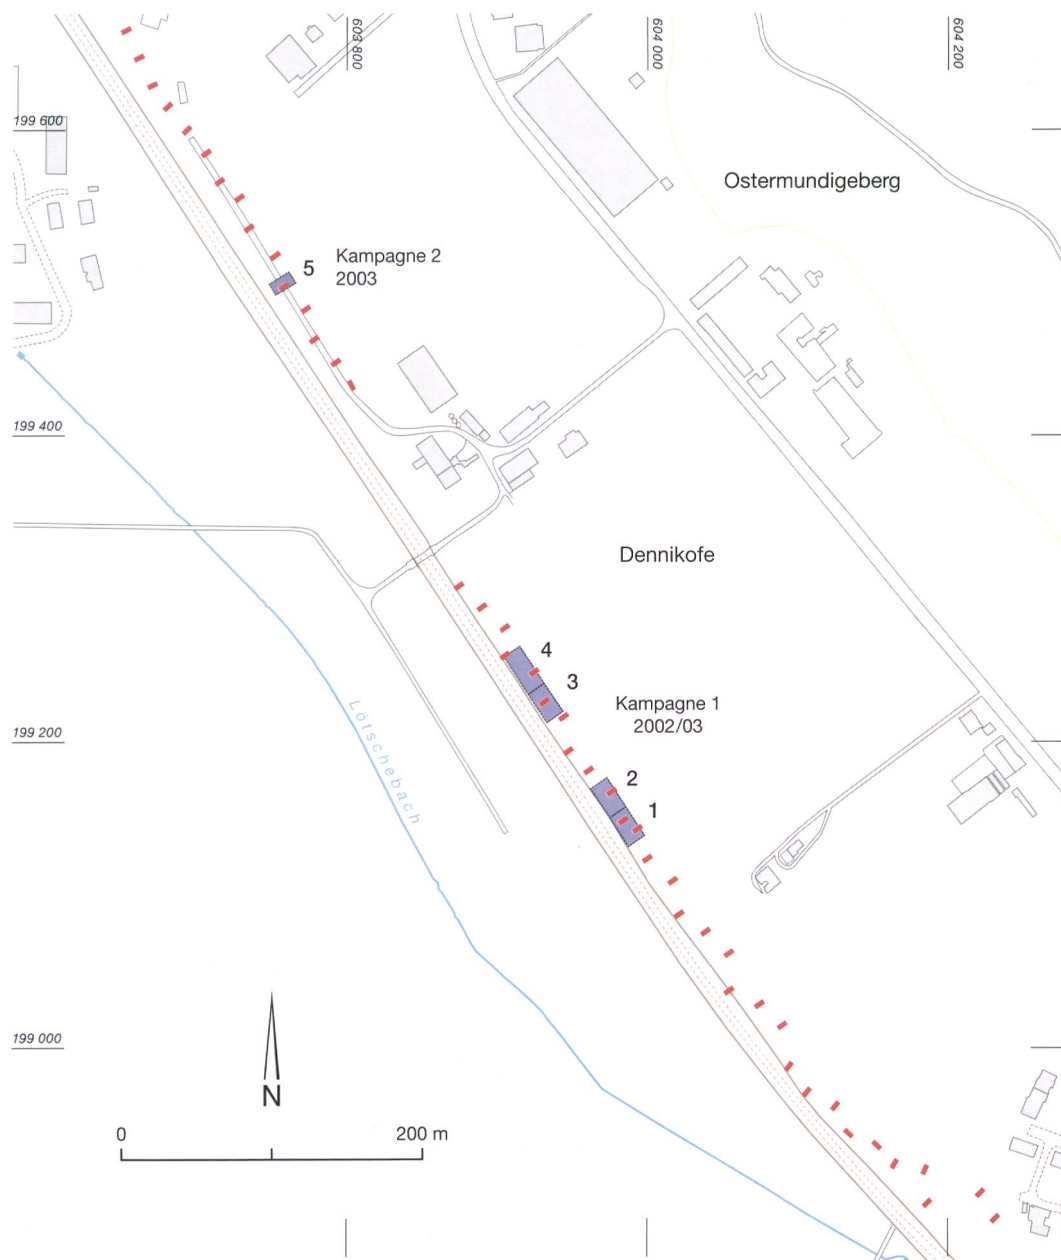 603 800
604 000
604 200
199 600
Ostermundigeberg
5
Kampagne 2
2003
199 400
Dennikofe
4
3
Kampagne 1
2002/03
199 200
Lötschebach
2
1
199 000
N
0
200 m